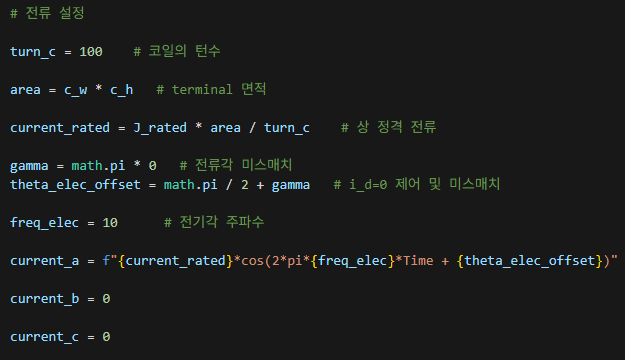 # 전류 설정
turn_c = 100    # 코일의 턴수
area = c_w * c_h   # terminal 면적
current_rated = J_rated * area / turn_c    # 상 정격 전류
gamma = math.pi * 0   # 전류각 미스매치
theta_elec_offset = math.pi / 2 + gamma   # i_d=0 제어 및 미스매치
freq_elec = 10      # 전기각 주파수
current_a = f"{current_rated}*cos(2*pi*{freq_elec}*Time + {theta_elec_offset})"
current_b = 0
current_c = 0